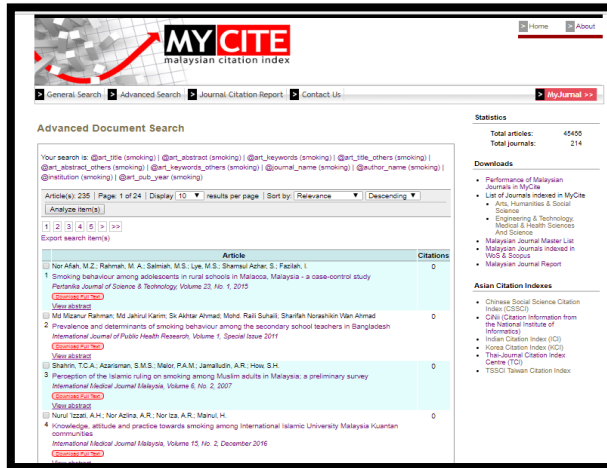 Home
About
MY CITE
malaysian citation index
General Search
Advanced Search
Journal Citation Report
Contact Us
MyJurnal >>
Advanced Document Search
Your search is: @art_title (smoking) | @art_abstract (smoking) | @art_keywords (smoking) | @art_title_others (smoking) |
@art_abstract_others (smoking) | @art_keywords_others (smoking) | @journal_name (smoking) | @author_name (smoking) |
@institution (smoking) | @art_pub_year (smoking)
Article(s): 235 | Page: 1 of 24 | Display 10 results per page | Sort by: Relevance Descending
Analyze item(s)
1 2 3 4 5 > >>
Export search item(s)
Article Citations
Nor Afiah, M.Z.; Rahmah, M. A.; Salmiah, M.S.; Lye, M.S.; Shamsul Azhar, S.; Fazilah, I. 0
1 Smoking behaviour among adolescents in rural schools in Malacca, Malaysia - a case-control study
Pertanika Journal of Science & Technology, Volume 23, No. 1, 2015
Download Full Text
View abstract
Md Mizanur Rahman; Md Jahirul Karim; Sk Akhtar Ahmad; Mohd. Raili Suhaili; Sharifah Norashikin Wan Ahmad 0
2 Prevalence and determinants of smoking behaviour among the secondary school teachers in Bangladesh
International Journal of Public Health Research, Volume 1, Special Issue 2011
Download Full Text
View abstract
Shahrin, T.C.A.; Azarisman, S.M.S.; Malor, P.A.M.; Jamalludin, A.R.; How, S.H. 0
3 Perception of the Islamic ruling on smoking among Muslim adults in Malaysia: a preliminary survey
International Medical Journal Malaysia, Volume 6, No. 2, 2007
Download Full Text
View abstract
Nurul 'Izzati, A.H.; Nor Azlina, A.R.; Nor Iza, A.R.; Mainul, H. 0
4 Knowledge, attitude and practice towards smoking among International Islamic University Malaysia Kuantan
communities
International Medical Journal Malaysia, Volume 15, No. 2, December 2016
Download Full Text
View abstract
Statistics
Total articles: 45456
Total journals: 214
Downloads
Performance of Malaysian
Journals in MyCite
List of Journals indexed in MyCite
Arts, Humanities & Social
Science
Engineering & Technology,
Medical & Health Sciences
And Science
Malaysian Journal Master List
Malaysian Journals indexed in
WoS & Scopus
Malaysian Journal Report
Asian Citation Indexes
Chinese Social Science Citation
Index (CSSCI)
CiNii (Citation Information from
the National Institute of
Informatics)
Indian Citation Index (ICI)
Korea Citation Index (KCI)
Thai-Journal Citation Index
Centre (TCI)
TSSCI Taiwan Citation Index